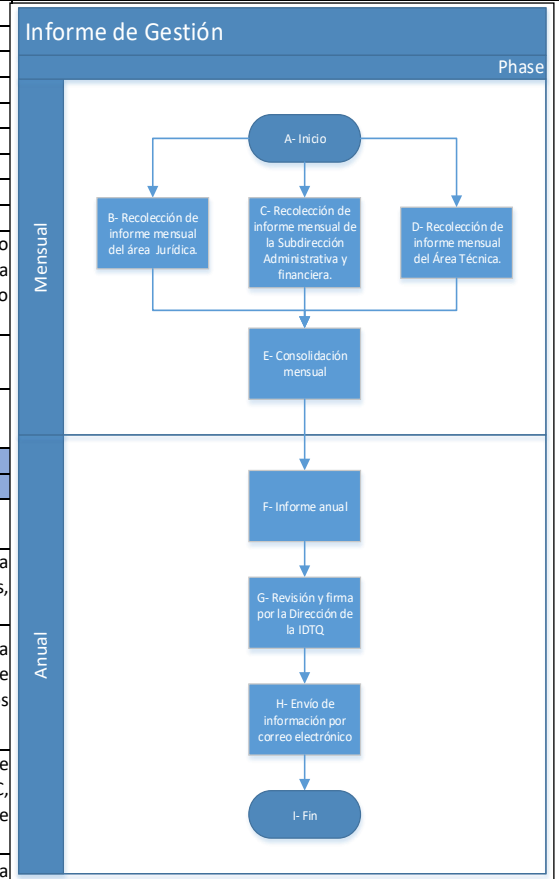 Informe de Gestión
Phase
Mensual
A- Inicio
B- Recolección de
informe mensual
del área Jurídica.
C- Recolección de
informe mensual de
la Subdirección
Administrativa y
financiera.
D- Recolección de
informe mensual
del Área Técnica.
E- Consolidación
mensual
Anual
F- Informe anual
G- Revisión y firma
por la Dirección de
la IDTQ
H- Envío de
información por
correo electrónico
I- Fin
o
a
o
a
s,
a
e
s
e
C,
e
a